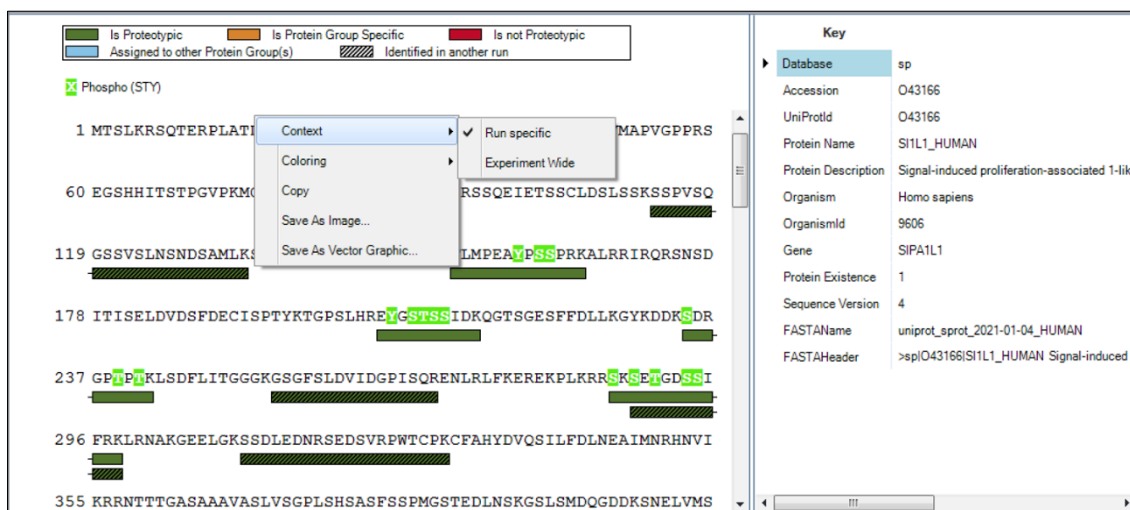 Is Proteotypic Is Protein Group Specific Is not Proteotypic
Assigned to other Protein Group(s) Identified in another run
X Phospho (STY)
1 MTSLKRSQTERPLATI MAPVGPPRS
Context
Run specific
Experiment Wide
Coloring
Copy
Save As Image...
Save As Vector Graphic...
60 EGSHHITSTPGVPKM RSSQEIETSSCLDSLSSKSSPVSQ
119 GSSVSLNSNDSAMLKS LMPEAYPSSPRKALRRIRQRSNSD
178 ITISELDVDSFDECISPTYKTGPSLHREYGSTSSIDKQGTSGESFFDLLKGYKDDKSDR
237 GPTPTKLSDFLITGGGKGSGFSLDVIDGPISQRENLRLFKEREKPLKRRSKSETGDSSI
296 FRKLRNAKGEELGKSSDLEDNRSEDSVRPWTCPKCFAHYDVQSILFDLNEAIMNRHNVI
355 KRRNTTTGASAAAVASLVSGPLSHSASFSSPMGSTEDLNSKGSLSMDQGDDKSNELVMS
Key
Database sp
Accession O43166
UniProtId O43166
Protein Name SI1L1_HUMAN
Protein Description Signal-induced proliferation-associated 1-lik
Organism Homo sapiens
OrganismId 9606
Gene SIPA1L1
Protein Existence 1
Sequence Version 4
FASTAName uniprot_sprot_2021-01-04_HUMAN
FASTAHeader >sp|O43166|SI1L1_HUMAN Signal-induced